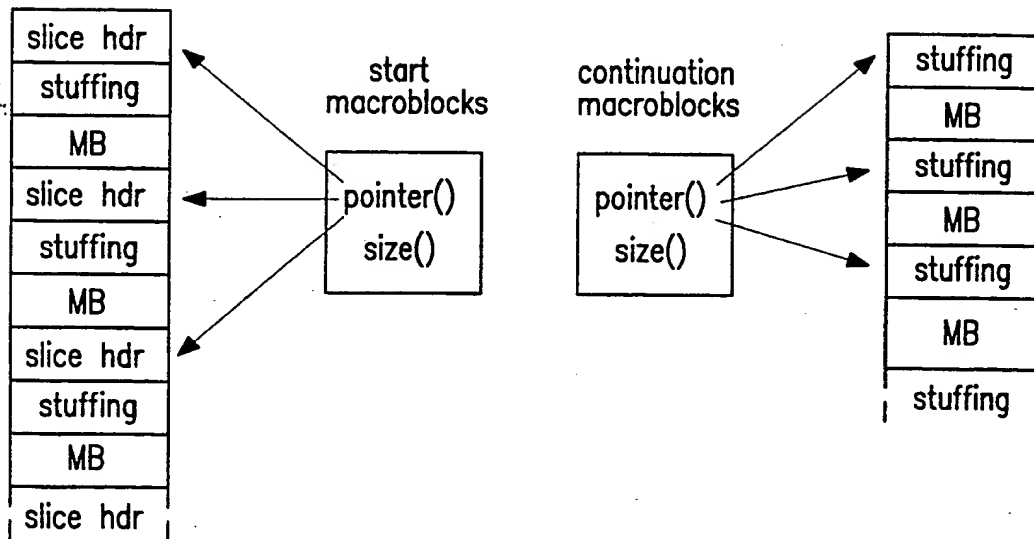 slice hdr
stuffing
MB
slice hdr
stuffing
MB
slice hdr
stuffing
MB
slice hdr
start
macroblocks
pointer()
size()
continuation
macroblocks
pointer()
size()
stuffing
MB
stuffing
MB
stuffing
MB
stuffing